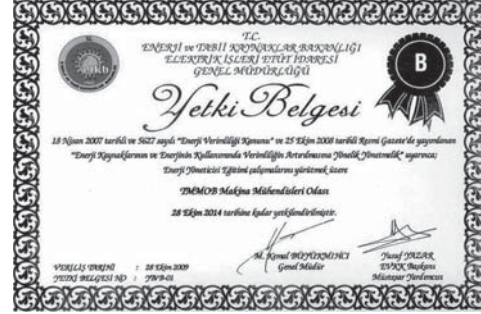 T.C.
ENERJİ ve TABİİ KAYNAKLAR BAKANLIĞI
ELEKTRİK İŞLERİ ETÜT İDARESİ
GENEL MÜDÜRLÜĞÜ
B
Yetki Belgesi
18 Nisan 2007 tarihli ve 5627 sayılı "Enerji Verimliliği Kanunu" ve 25 Ekim 2008 tarihli Resmi Gazete'de yayınlanan
"Enerji Kaynaklarının ve Enerjinin Kullanımında Verimliliğin Artırılmasına Yönelik Yönetmelik" uyarınca;
Enerji Yöneticisi Eğitimi çalışmalarını yürütmek üzere
TMMOB Makina Mühendisleri Odası
28 Ekim 2014 tarihine kadar yetkilendirilmiştir.
M. Kemal BÜYÜKMIHCI
Genel Müdür
Yusuf YAZAR
EVKK Başkanı
Müsteşar Yardımcısı
VERİLİŞ TARİHİ : 28 Ekim 2009
YETKİ BELGESİ NO : YB/B-01